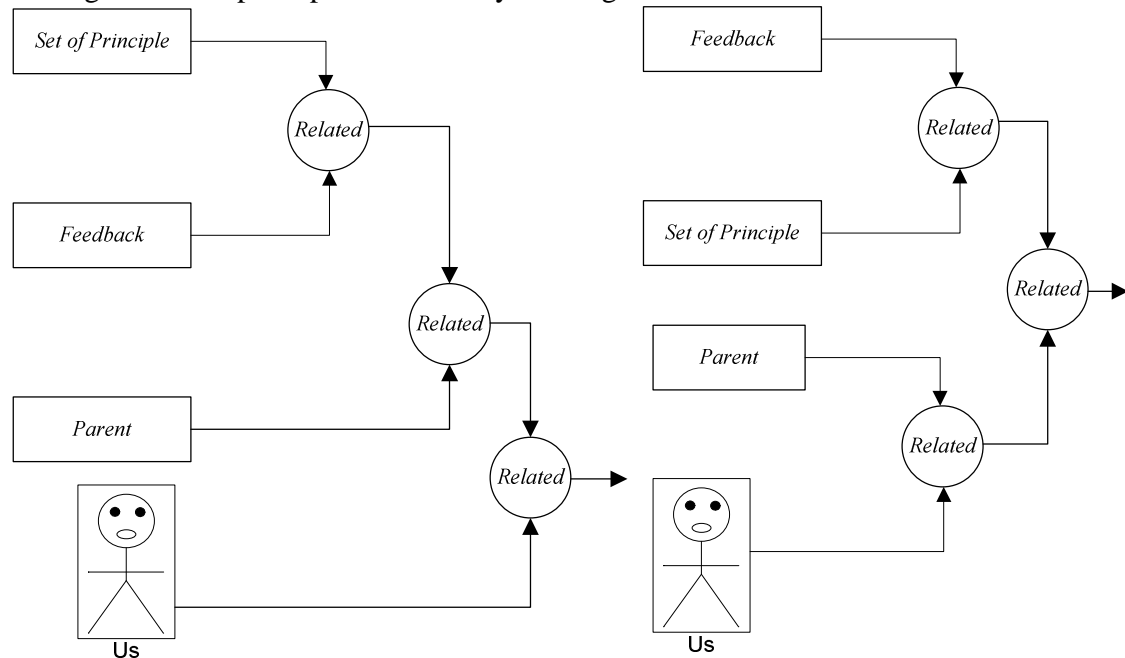 Set of Principle
Related
Feedback
Related
Parent
Related
Us
Feedback
Related
Set of Principle
Related
Parent
Related
Us